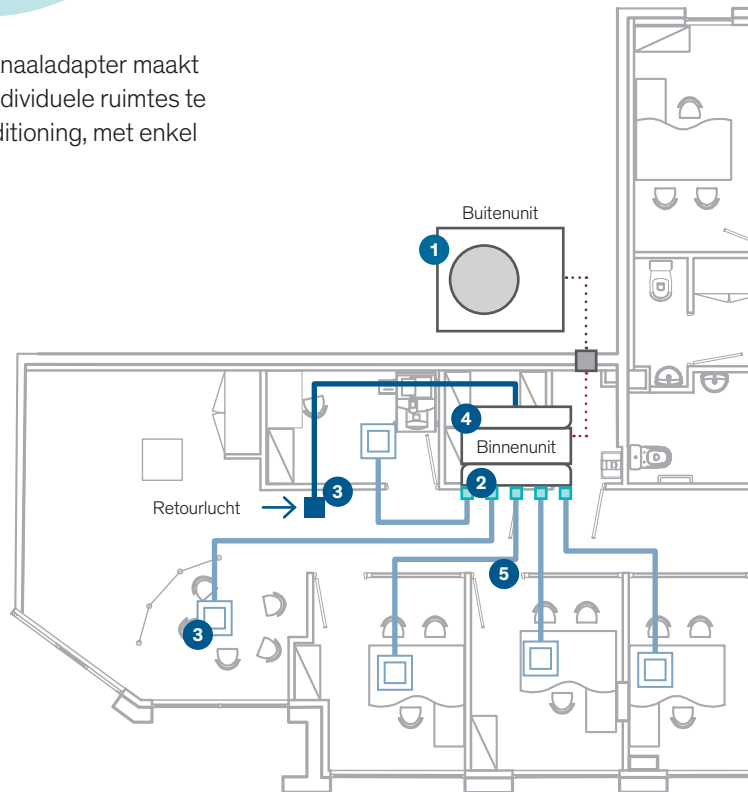 naaladapter maakt
dividuele ruimtes te
ditioning, met enkel
Buitenunit
1
4
Binnenunit
2
3
Retourlucht
5
3